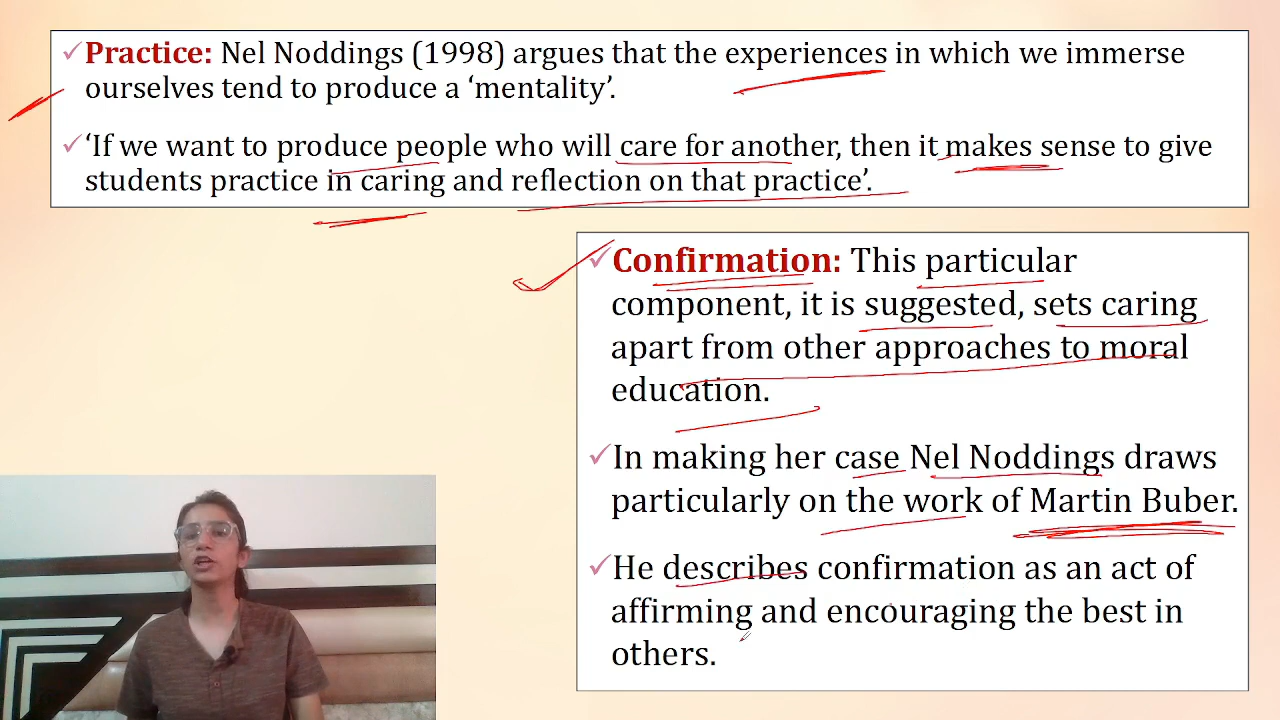 Practice: Nel Noddings (1998) argues that the experiences in which we immerse
ourselves tend to produce a ‘mentality’.
‘If we want to produce people who will care for another, then it makes sense to give
students practice in caring and reflection on that practice’.
Confirmation: This particular
component, it is suggested, sets caring
apart from other approaches to moral
education.
In making her case Nel Noddings draws
particularly on the work of Martin Buber.
He describes confirmation as an act of
affirming and encouraging the best in
others.